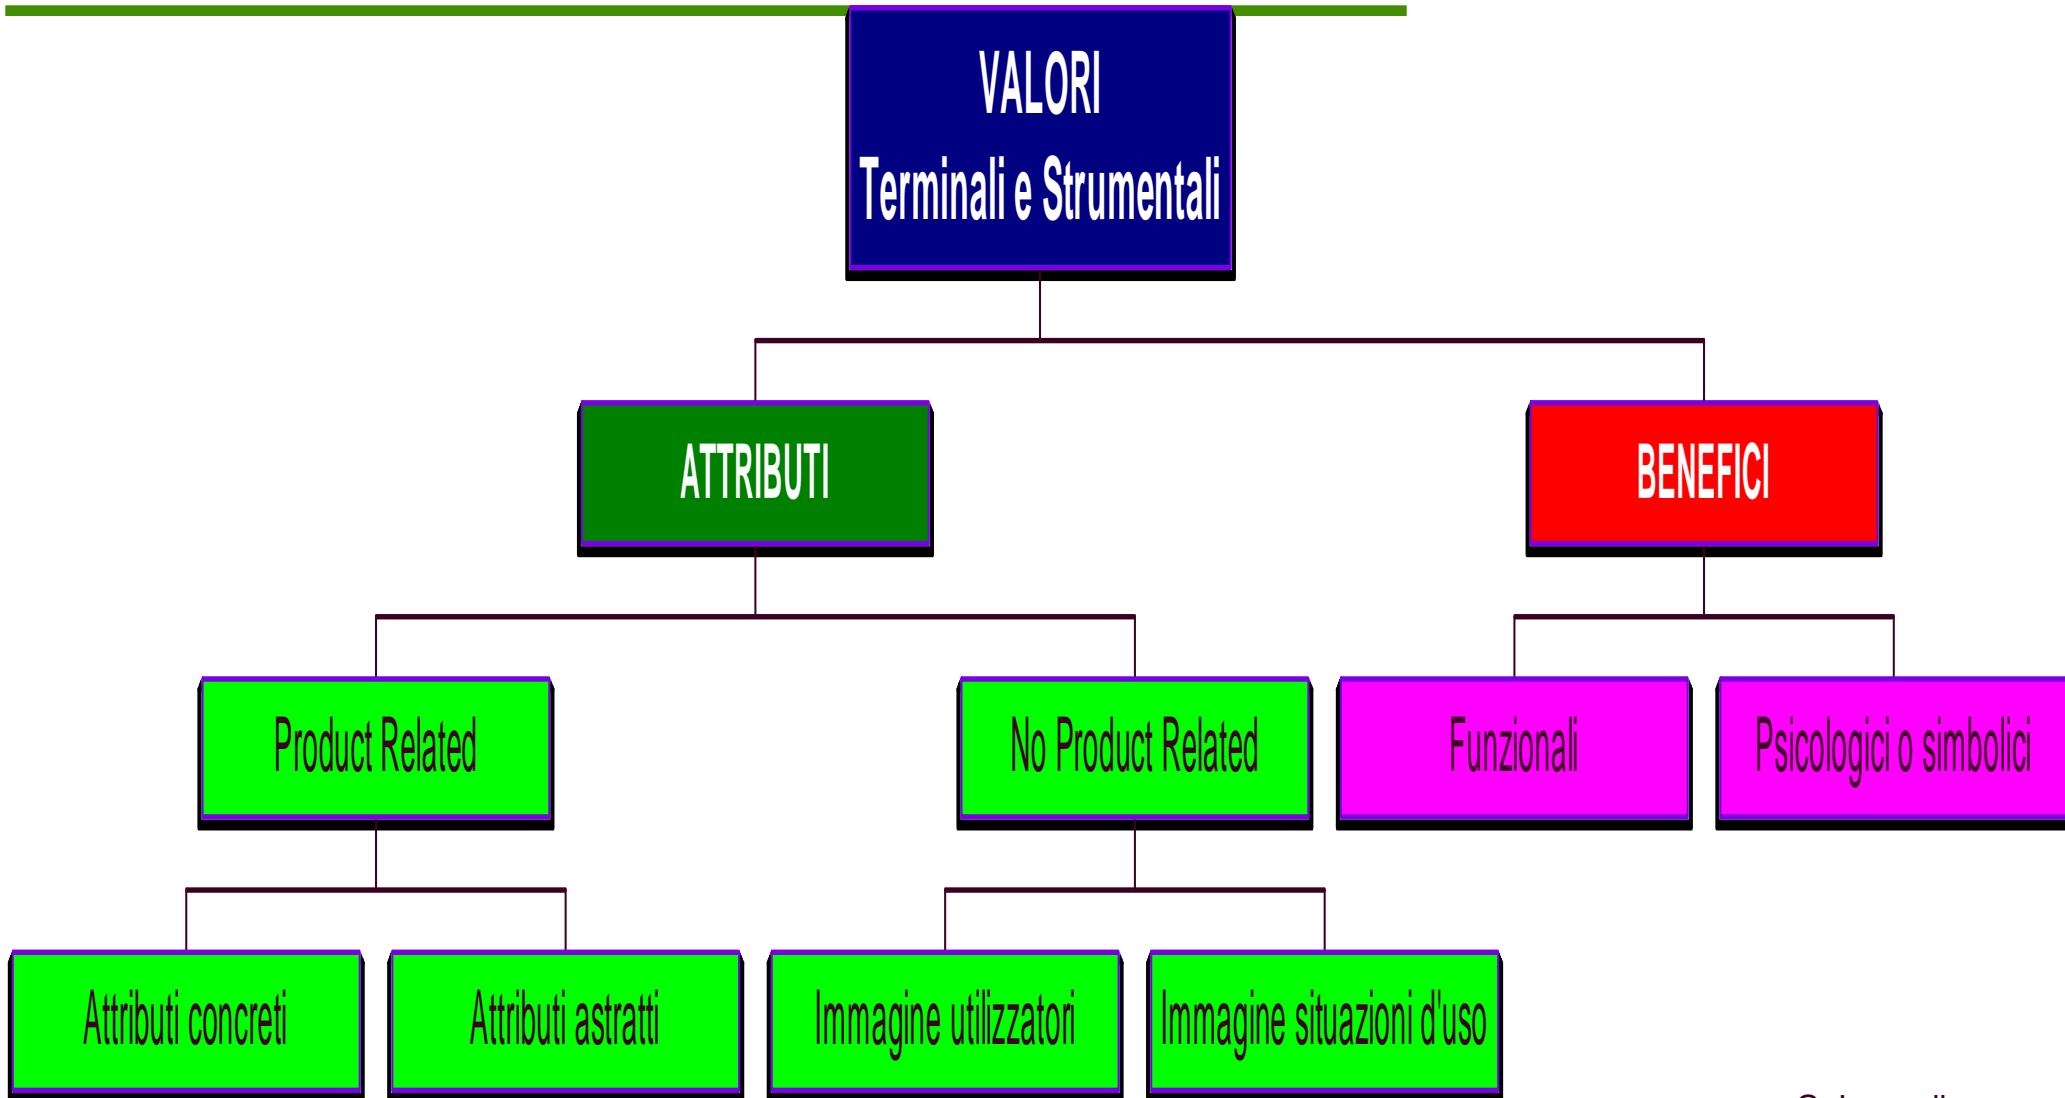 VALORI
Terminali e Strumentali
ATTRIBUTI
BENEFICI
Product Related
No Product Related
Funzionali
Psicologici o simbolici
Attributi concreti
Attributi astratti
Immagine utilizzatori
Immagine situazioni d'uso